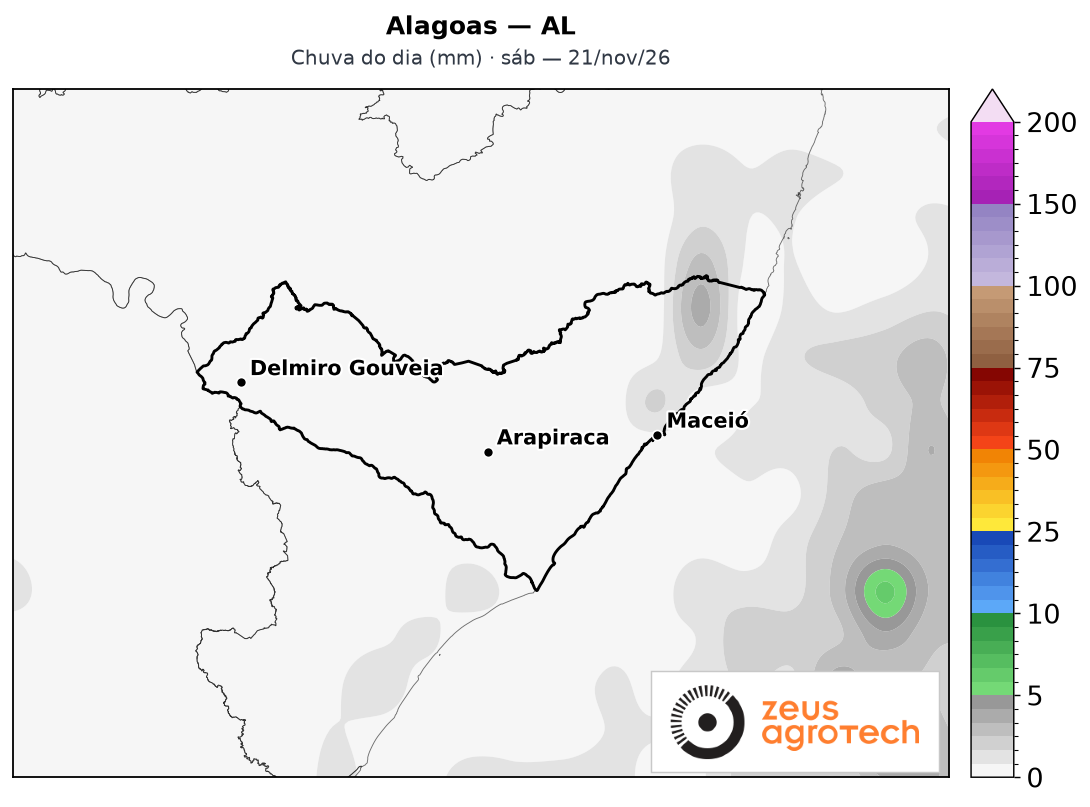 Alagoas — AL
Chuva do dia (mm) · sáb — 21/nov/26
200
150
100
75
50
25
10
5
0
Delmiro Gouveia
Arapiraca
Maceió
zeus
agrotech